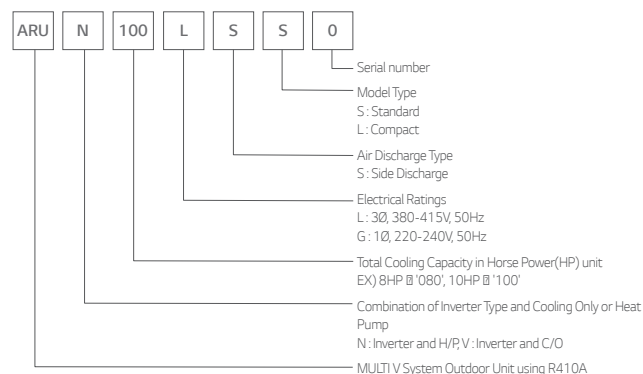 ARU N 100 L S S 0
Serial number
Model Type
S : Standard
L : Compact
Air Discharge Type
S : Side Discharge
Electrical Ratings
L : 3Ø, 380-415V, 50Hz
G : 1Ø, 220-240V, 50Hz
Total Cooling Capacity in Horse Power(HP) unit
EX) 8HP '080', 10HP '100'
Combination of Inverter Type and Cooling Only or Heat
Pump
N : Inverter and H/P, V : Inverter and C/O
MULTI V System Outdoor Unit using R410A